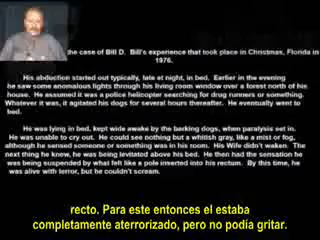 the case of Bill D. Bill's experience that took place in Christmas, Florida in
1976.
His abduction started out typically, late at night, in bed. Earlier in the evening
he saw some anomalous lights through his living room window over a forest north of his
house. He assumed it was a police helicopter searching for drug runners or something.
Whatever it was, it agitated his dogs for several hours thereafter. He eventually went to
bed.
He was lying in bed, kept wide awake by the barking dogs, when paralysis set in.
He was unable to cry out. He could see nothing but a whitish gray, like a mist or fog,
although he sensed someone or something was in his room. His Wife didn't waken. The
next thing he knew, he was being levitated above his bed. He then had the sensation he
was being suspended by what felt like a pole inserted into his rectum. By this time, he
was alive with terror, but he couldn't scream.
recto. Para este entonces el estaba
completamente aterrorizado, pero no podía gritar.